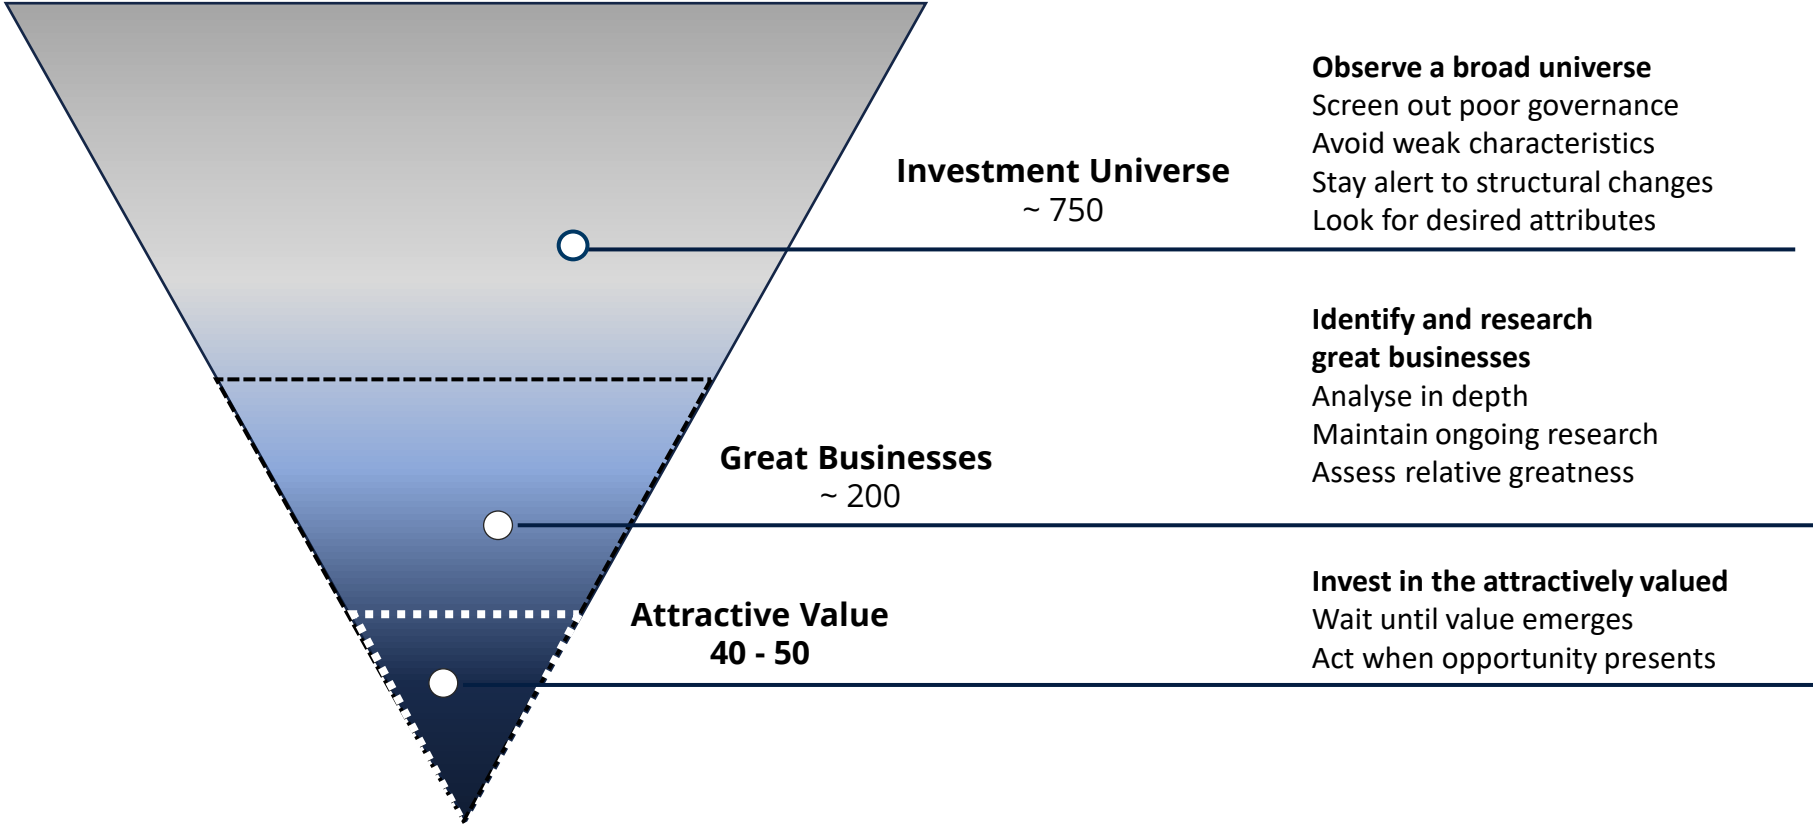 Observe a broad universe
Screen out poor governance
Avoid weak characteristics
Stay alert to structural changes
Look for desired attributes
Investment Universe
~ 750
Identify and research
great businesses
Analyse in depth
Maintain ongoing research
Assess relative greatness
Great Businesses
~ 200
Invest in the attractively valued
Wait until value emerges
Act when opportunity presents
Attractive Value
40 - 50